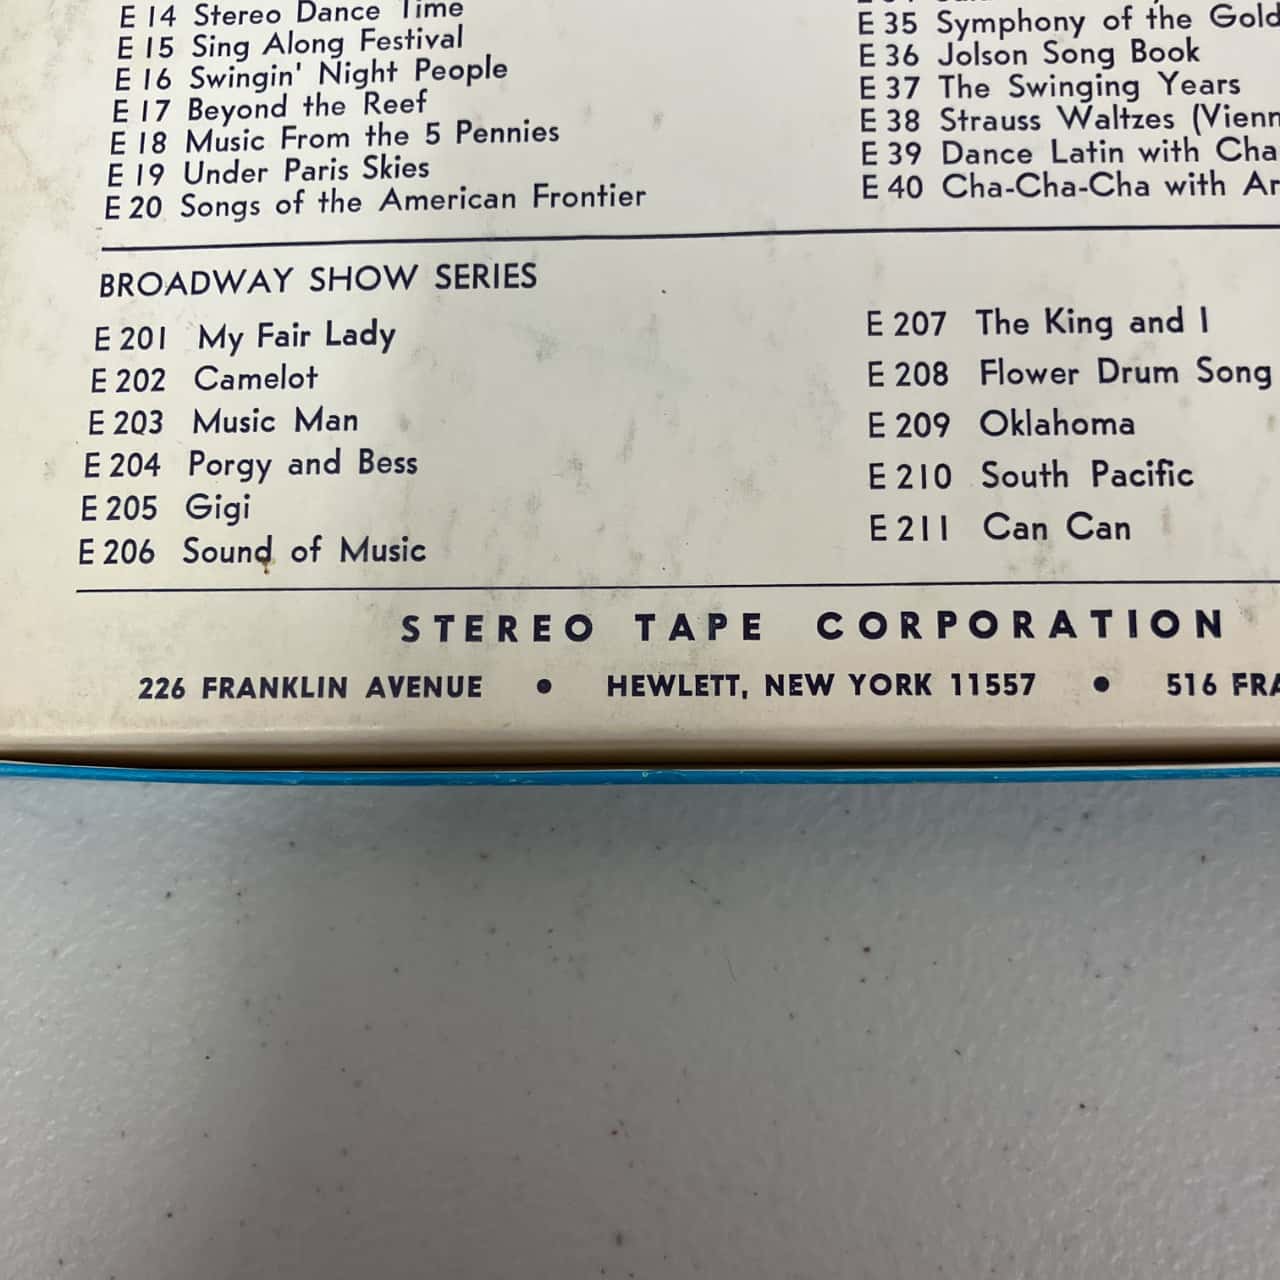 E 14 Stereo Dance Time
E 15 Sing Along Festival
E 16 Swingin' Night People
E 17 Beyond the Reef
E 18 Music From the 5 Pennies
E 19 Under Paris Skies
E 20 Songs of the American Frontier
E 35 Symphony of the Gold
E 36 Jolson Song Book
E 37 The Swinging Years
E 38 Strauss Waltzes (Vienn
E 39 Dance Latin with Cha
E 40 Cha-Cha-Cha with Ar
BROADWAY SHOW SERIES
E 201 My Fair Lady
E 202 Camelot
E 203 Music Man
E 204 Porgy and Bess
E 205 Gigi
E 206 Sound of Music
E 207 The King and I
E 208 Flower Drum Song
E 209 Oklahoma
E 210 South Pacific
E 211 Can Can
STEREO TAPE CORPORATION
226 FRANKLIN AVENUE • HEWLETT, NEW YORK 11557 • 516 FRA